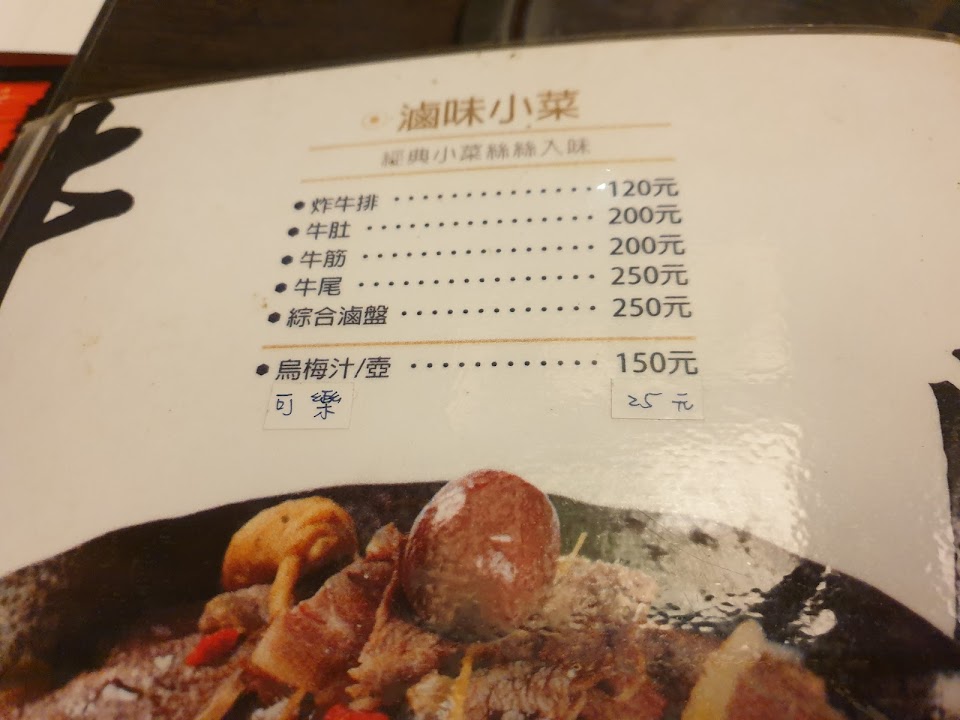 滷味小菜
經典小菜絲絲入味
炸牛排 120元
牛肚 200元
牛筋 200元
牛尾 250元
綜合滷盤 250元
烏梅汁/壺 150元
可樂 25元